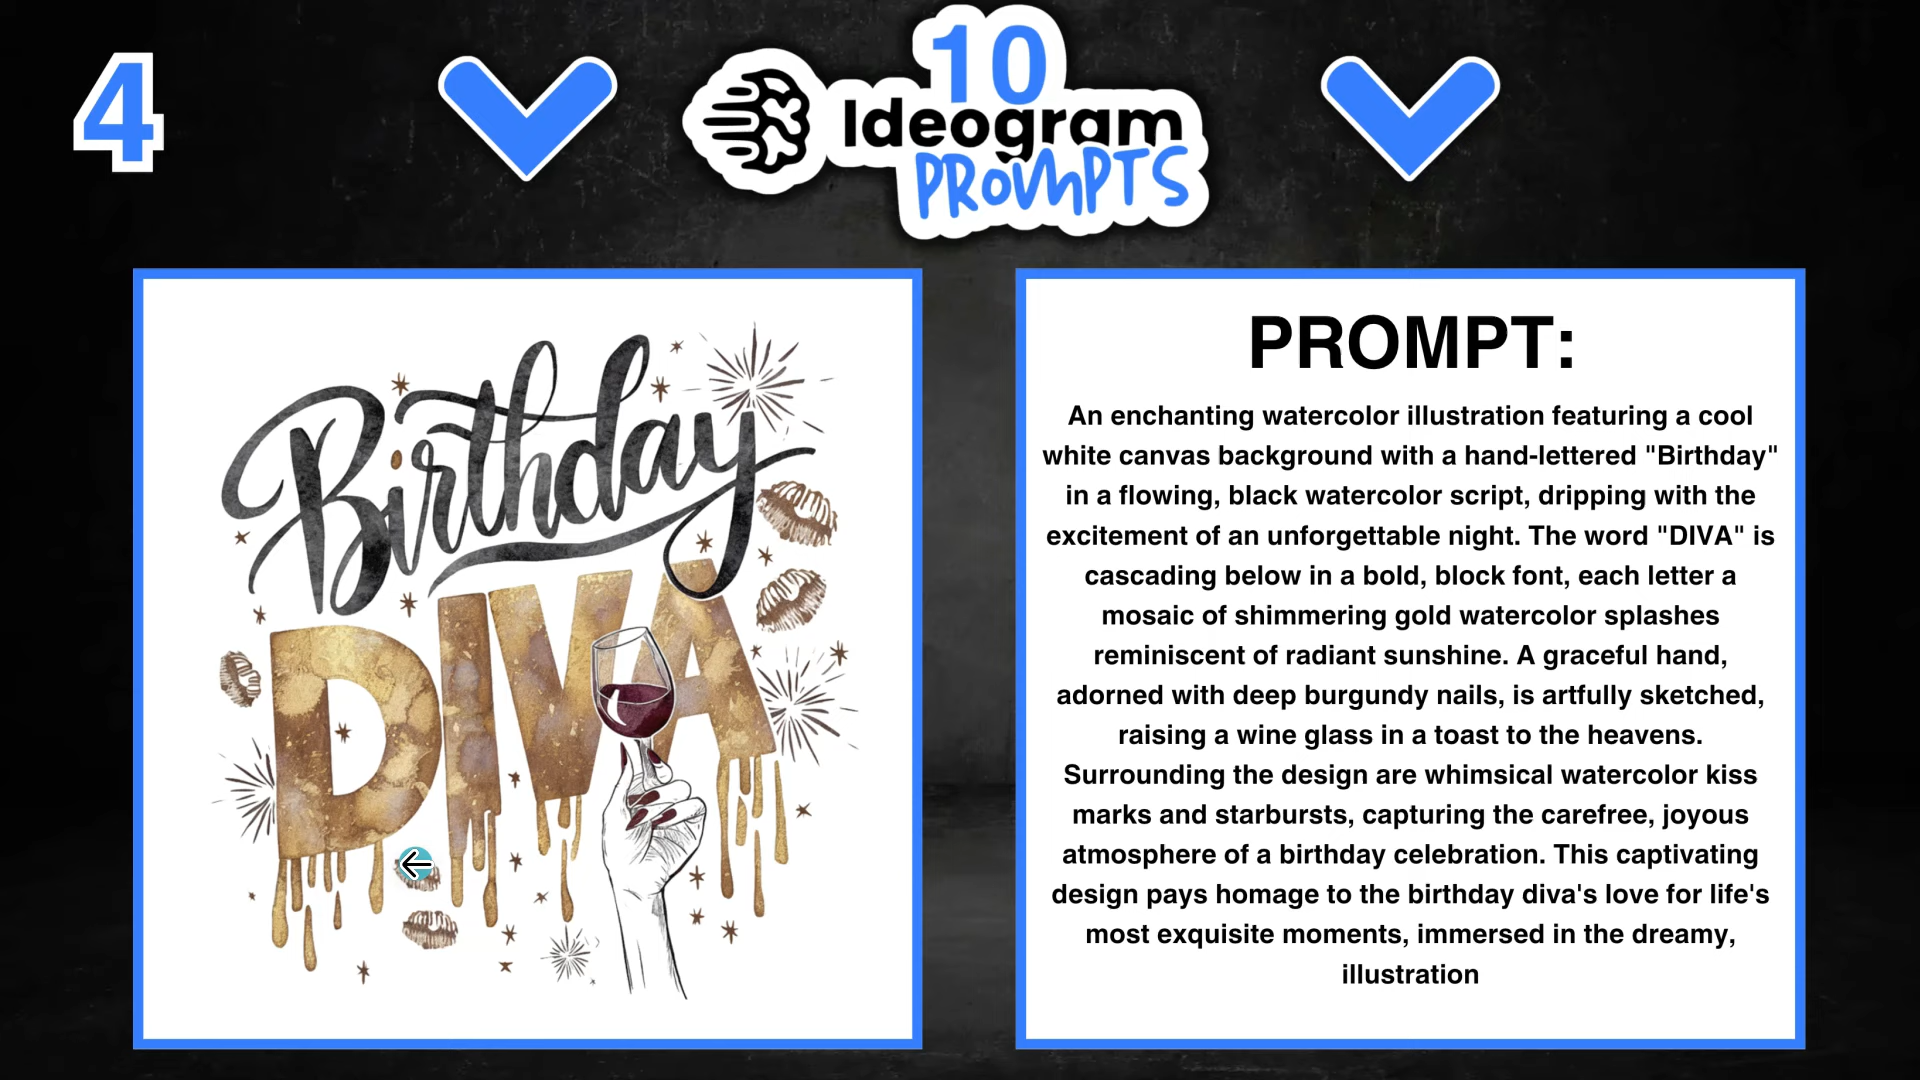 4
10
Ideogram
PROMPTS
Birthday
DIVA
PROMPT:
An enchanting watercolor illustration featuring a cool
white canvas background with a hand-lettered "Birthday"
in a flowing, black watercolor script, dripping with the
excitement of an unforgettable night. The word "DIVA" is
cascading below in a bold, block font, each letter a
mosaic of shimmering gold watercolor splashes
reminiscent of radiant sunshine. A graceful hand,
adorned with deep burgundy nails, is artfully sketched,
raising a wine glass in a toast to the heavens.
Surrounding the design are whimsical watercolor kiss
marks and starbursts, capturing the carefree, joyous
atmosphere of a birthday celebration. This captivating
design pays homage to the birthday diva's love for life's
most exquisite moments, immersed in the dreamy,
illustration